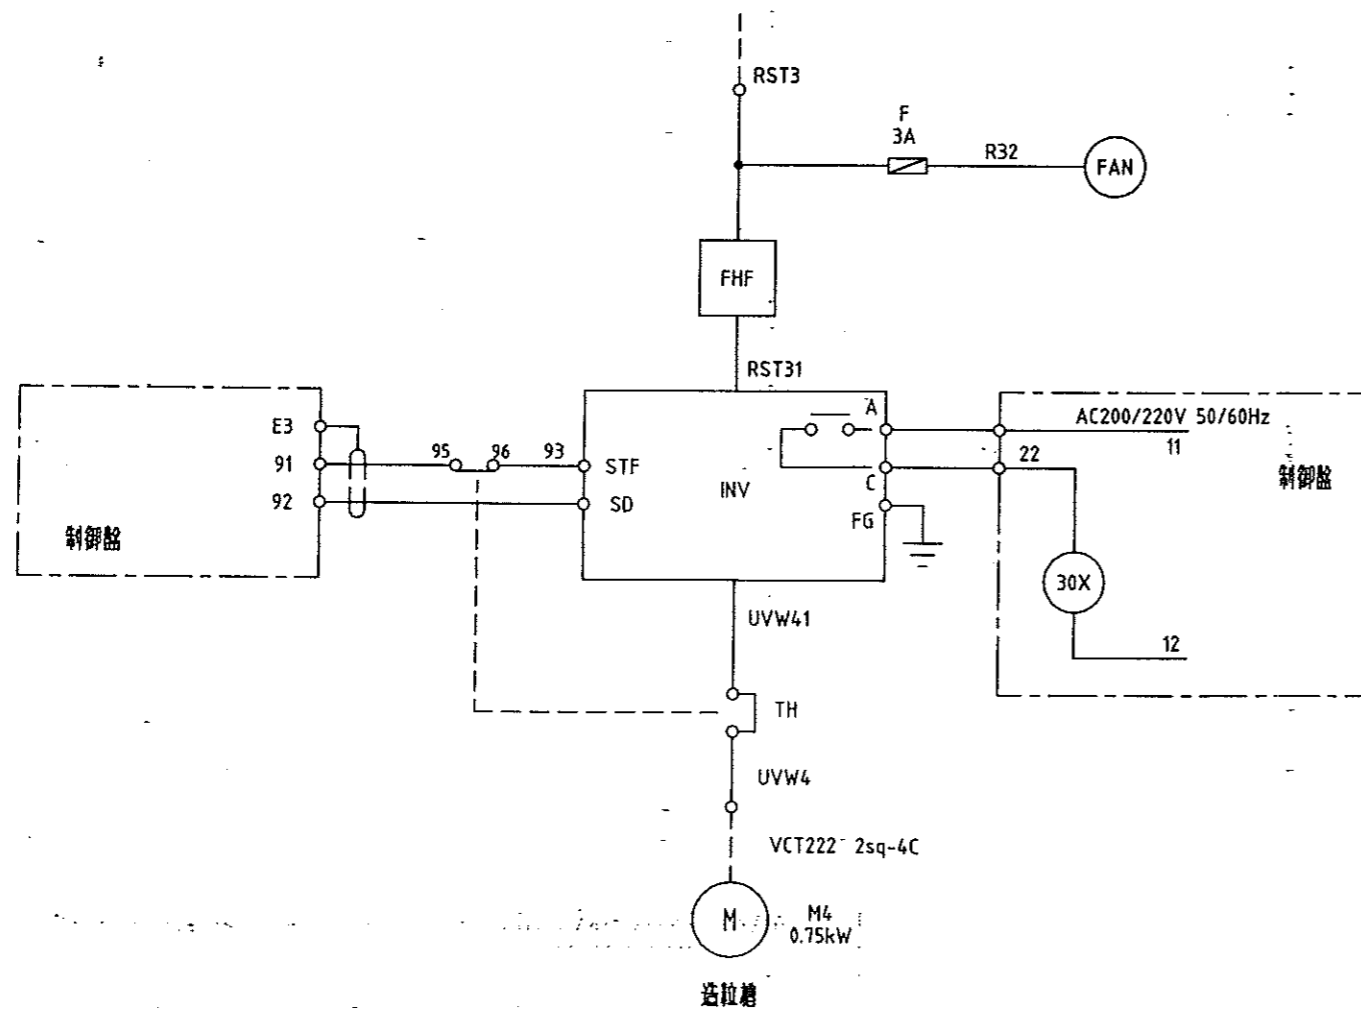 RST3
F
3A
R32
FAN
FHF
RST31
E3
91
92
95
96
93
STF
SD
INV
A
C
FG
制御盤
AC200/220V 50/60Hz
11
22
制御盤
30X
12
UVW41
TH
UVW4
VCT222 2sq-4C
M
M4
0.75kW
造粒槽